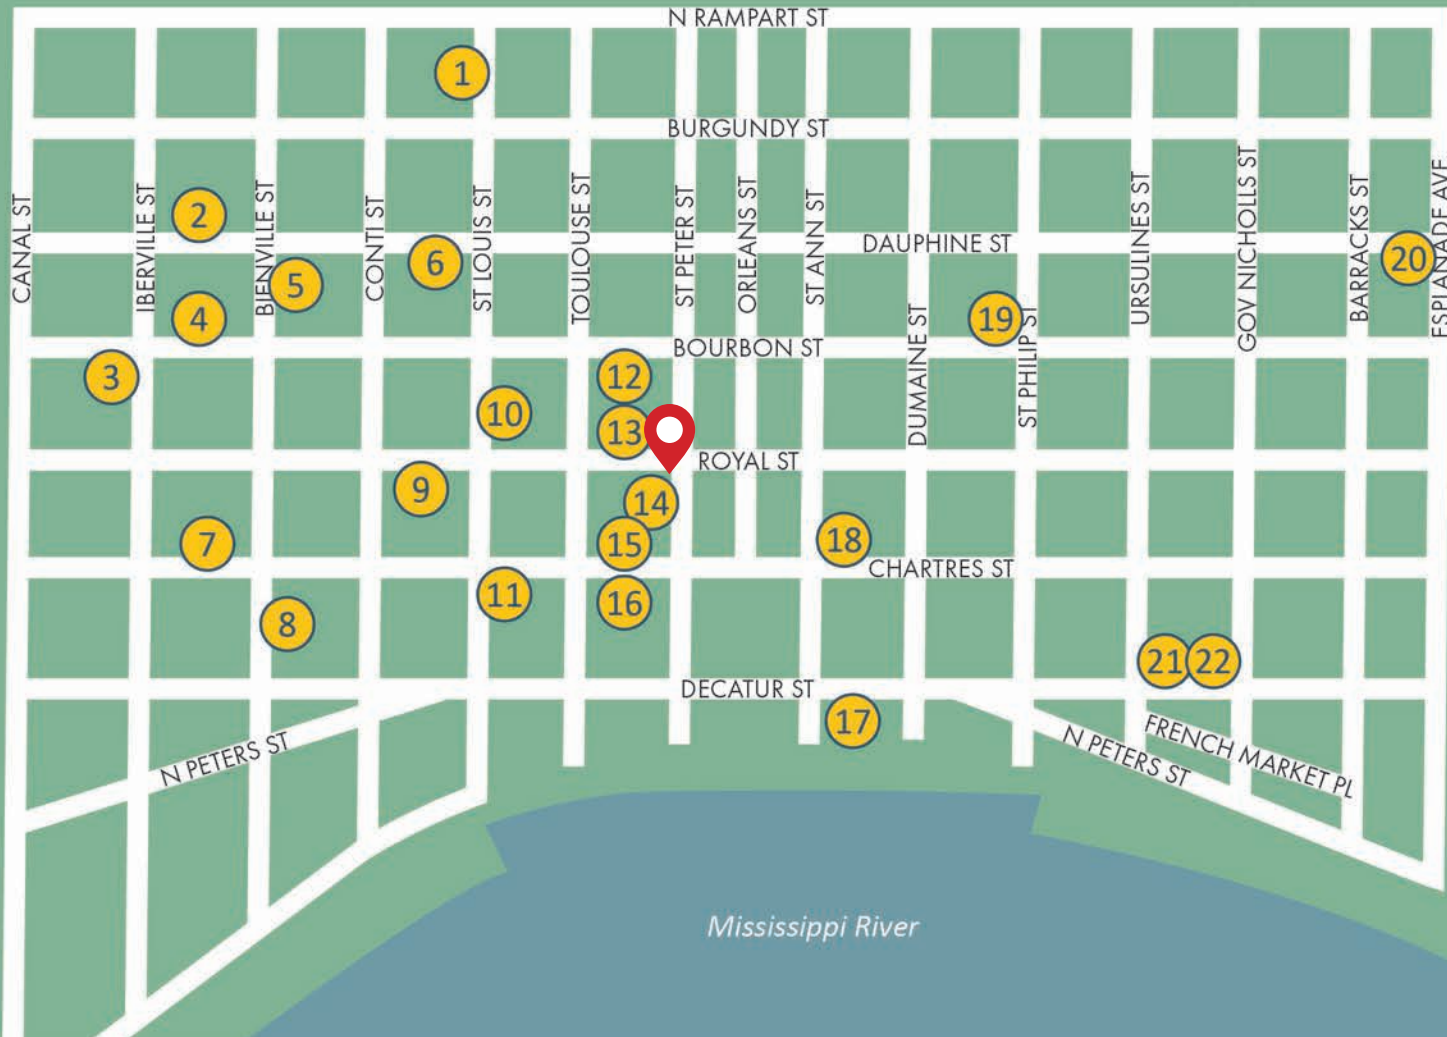 N RAMPART ST
1
BURGUNDY ST
2
CANAL ST
IBERVILLE ST
BIENVILLE ST
CONTI ST
ST LOUIS ST
TOULOUSE ST
ST PETER ST
ORLEANS ST
ST ANN ST
DAUPHINE ST
URSULINES ST
GOV NICHOLLS ST
BARRACKS ST
ESPLANADE AVE
6
5
20
4
19
DUMAINE ST
ST PHILIP ST
BOURBON ST
3
12
10
13
ROYAL ST
9
14
7
15
18
CHARTRES ST
11
16
8
21
22
DECATUR ST
17
N PETERS ST
N PETERS ST
FRENCH MARKET PL
Mississippi River